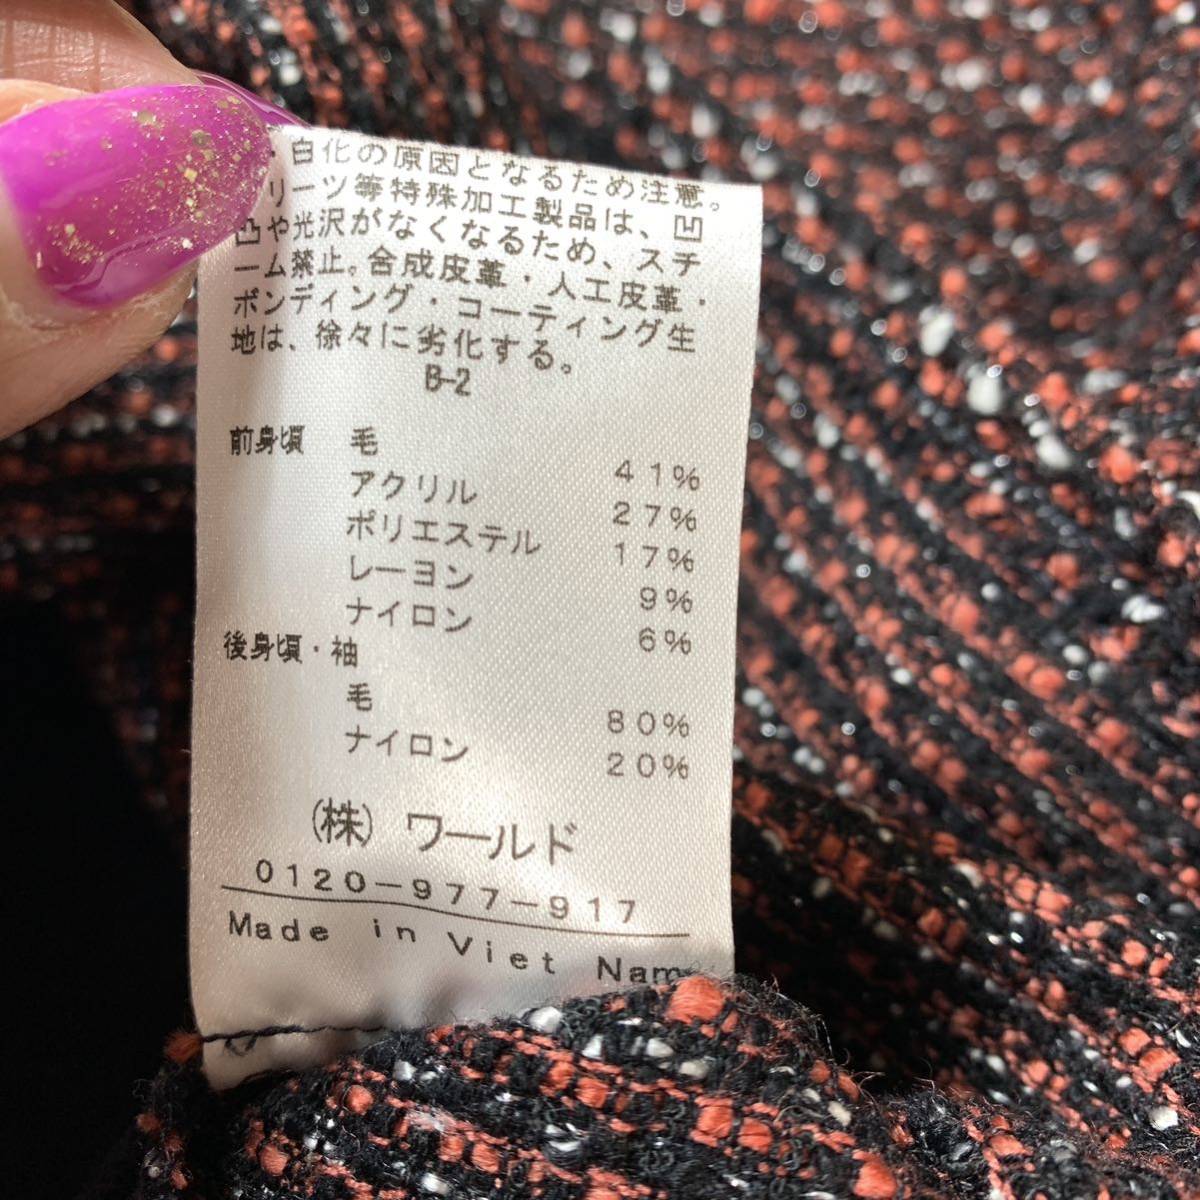 ・白化の原因となるため注意。
リーツ等特殊加工製品は、凹
凸や光沢がなくなるため、スチ
ーム禁止。合成皮革・人工皮革・
ボンディング・コーティング生
地は、徐々に劣化する。
B-2
前身頃 毛 41%
アクリル 27%
ポリエステル 17%
レーヨン 9%
ナイロン 6%
後身頃・袖
毛 80%
ナイロン 20%
(株) ワールド
0120-977-917
Made in Viet Nam